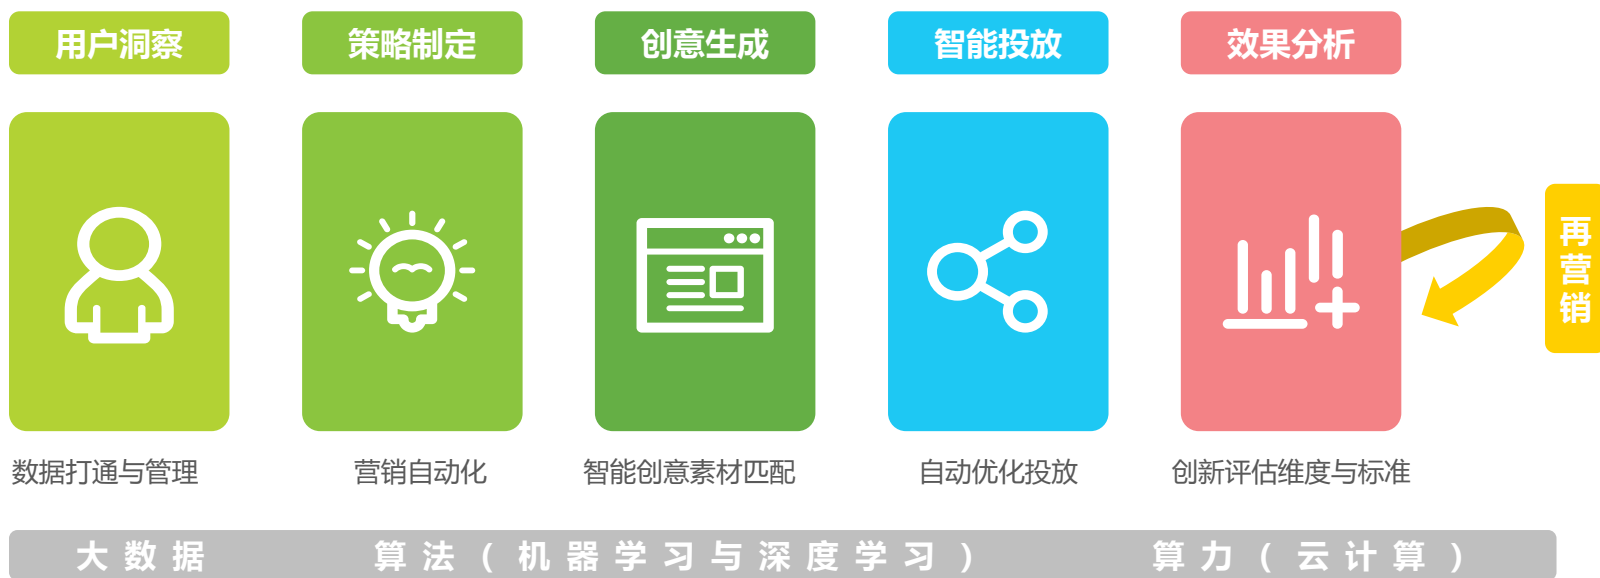 用户洞察
策略制定
创意生成
智能投放
效果分析
再营销
数据打通与管理
营销自动化
智能创意素材匹配
自动优化投放
创新评估维度与标准
大数据
算法(机器学习与深度学习)
算力(云计算)